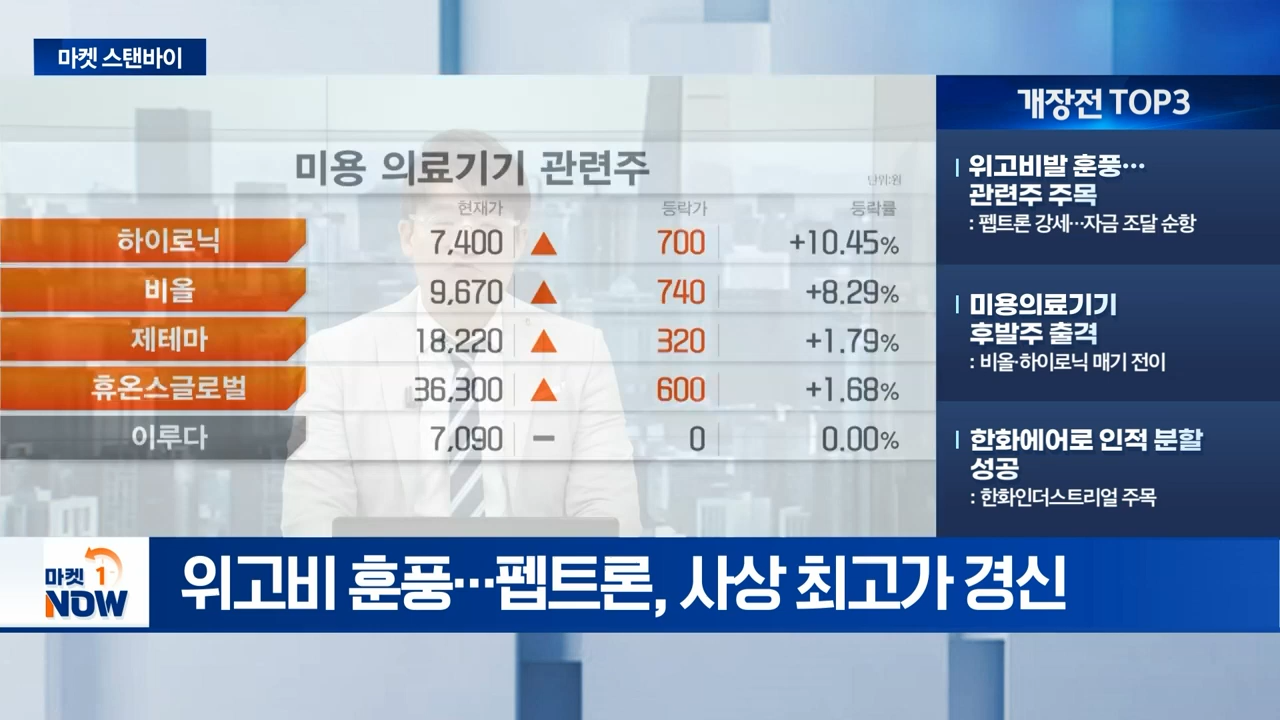 마켓 스탠바이
미용 의료기기 관련주
단위:원
현재가 등락가 등락률
하이로닉 7,400 ▲ 700 +10.45%
비올 9,670 ▲ 740 +8.29%
제테마 18,220 ▲ 320 +1.79%
휴온스글로벌 36,300 ▲ 600 +1.68%
이루다 7,090 － 0 0.00%
개장전 TOP3
위고비발 훈풍…
관련주 주목
: 펩트론 강세…자금 조달 순항
미용의료기기
후발주 출격
: 비올·하이로닉 매기 전이
한화에어로 인적 분할
성공
: 한화인더스트리얼 주목
마켓 1
NOW
위고비 훈풍…펩트론, 사상 최고가 경신